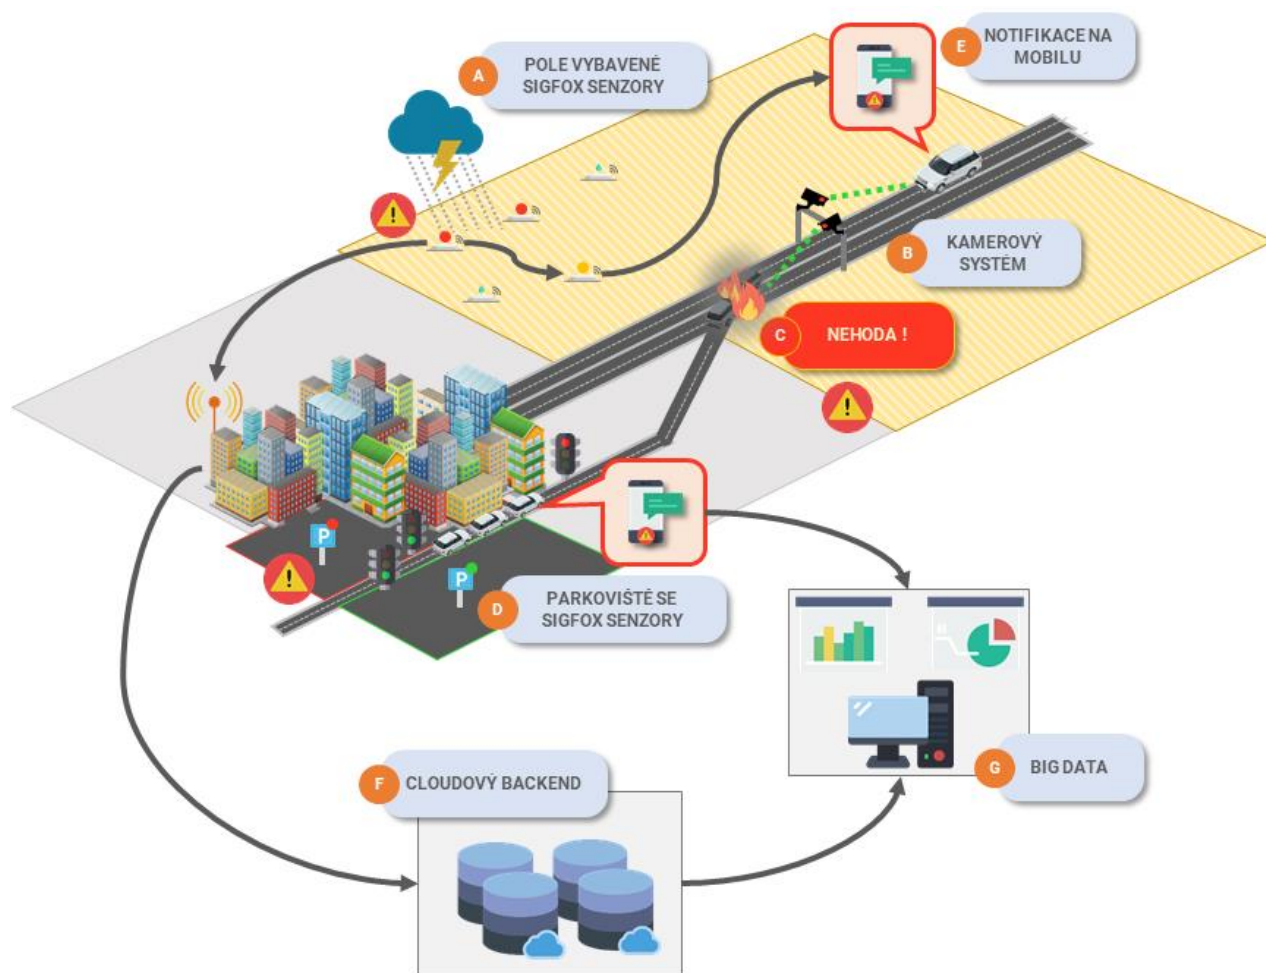 A
POLE VYBAVENÉ
SIGFOX SENZORY
E
NOTIFIKACE NA
MOBILU
B
KAMEROVÝ
SYSTÉM
C
NEHODA !
P
P
D
PARKOVIŠTĚ SE
SIGFOX SENZORY
F
CLOUDOVÝ BACKEND
G
BIG DATA